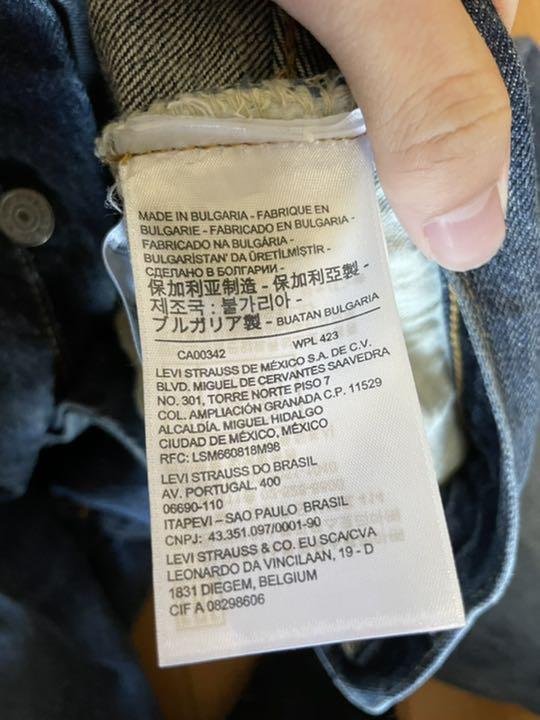 MADE IN BULGARIA - FABRIQUE EN
BULGARIE - FABRICADO EN BULGARIA -
FABRICADO NA BULGÁRIA -
BULGARİSTAN' DA ÜRETİLMİŞTİR -
СДЕЛАНО В БОЛГАРИИ -
保加利亚制造 - 保加利亞製 -
제조국 : 불가리아 -
ブルガリア製 - BUATAN BULGARIA
CA00342 WPL 423
LEVI STRAUSS DE MÉXICO S.A. DE C.V.
BLVD. MIGUEL DE CERVANTES SAAVEDRA
NO. 301, TORRE NORTE PISO 7
COL. AMPLIACIÓN GRANADA C.P. 11529
ALCALDÍA. MIGUEL HIDALGO
CIUDAD DE MÉXICO, MÉXICO
RFC: LSM660818M98
LEVI STRAUSS DO BRASIL
AV. PORTUGAL, 400
06690-110
ITAPEVI – SAO PAULO BRASIL
CNPJ: 43.351.097/0001-90
LEVI STRAUSS & CO. EU SCA/CVA
LEONARDO DA VINCILAAN, 19 - D
1831 DIEGEM, BELGIUM
CIF A 08298606